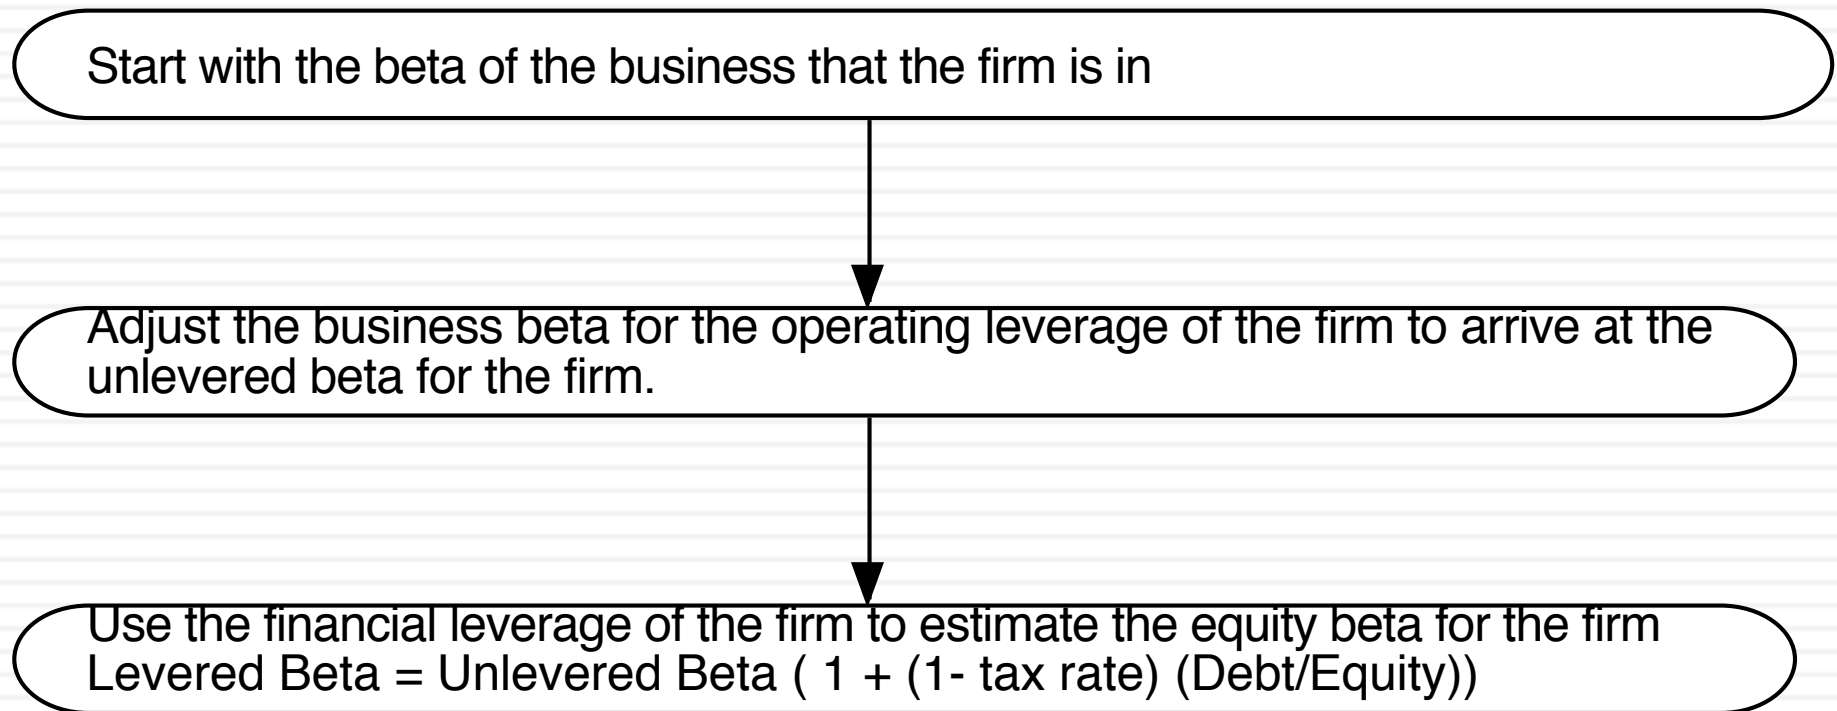 Start with the beta of the business that the firm is in
Adjust the business beta for the operating leverage of the firm to arrive at the
unlevered beta for the firm.
Use the financial leverage of the firm to estimate the equity beta for the firm
Levered Beta = Unlevered Beta ( 1 + (1- tax rate) (Debt/Equity))